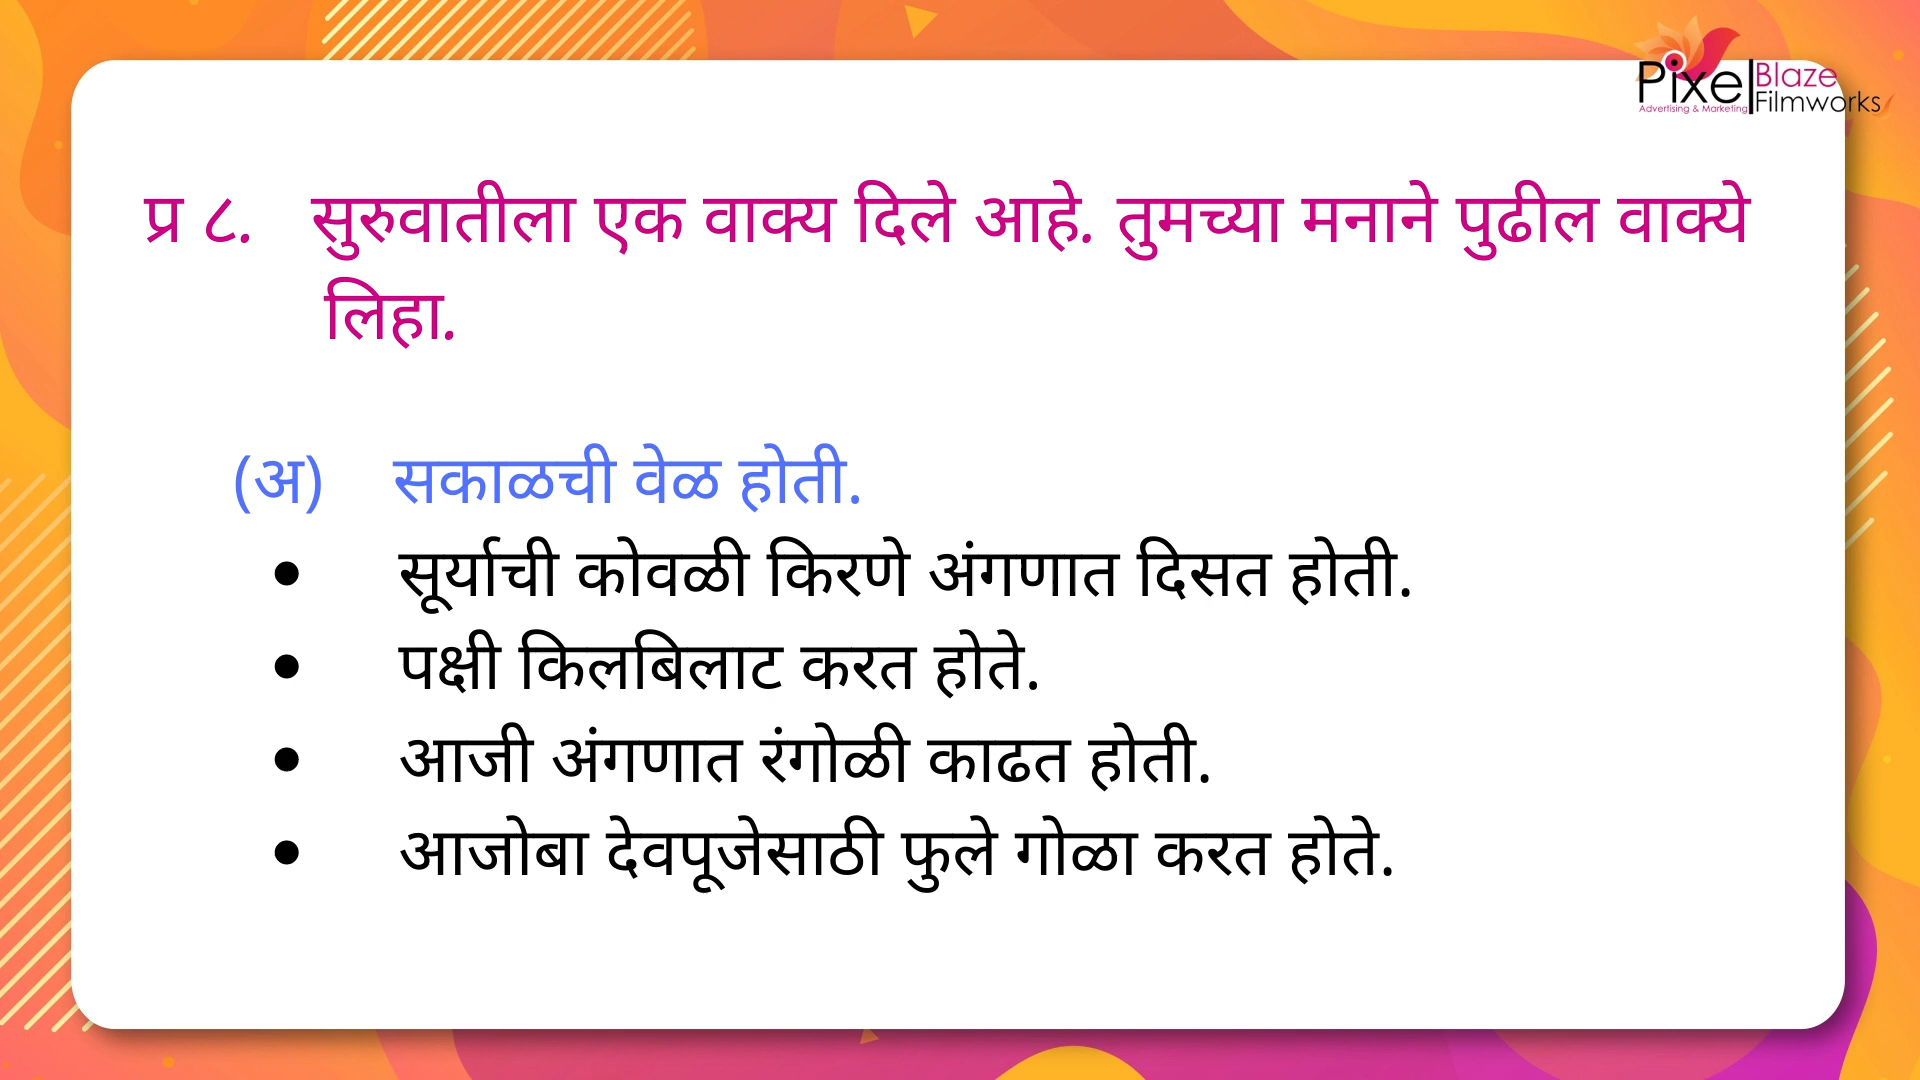 Pixel Blaze
Advertising & Marketing Filmworks
प्र ८. सुरुवातीला एक वाक्य दिले आहे. तुमच्या मनाने पुढील वाक्ये
लिहा.
(अ) सकाळची वेळ होती.
• सूर्याची कोवळी किरणे अंगणात दिसत होती.
• पक्षी किलबिलाट करत होते.
• आजी अंगणात रंगोळी काढत होती.
• आजोबा देवपूजेसाठी फुले गोळा करत होते.